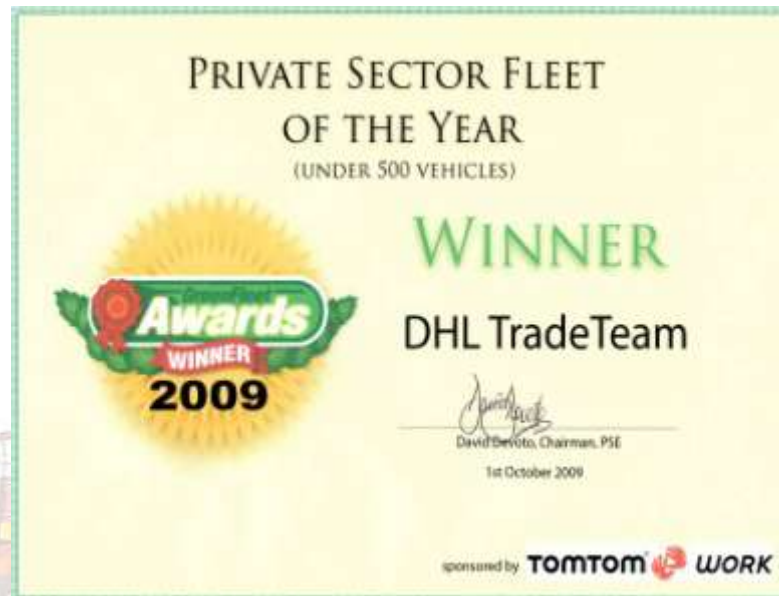 PRIVATE SECTOR FLEET
OF THE YEAR
(UNDER 500 VEHICLES)
WINNER
DHL TradeTeam
Awards
WINNER
2009
David Devoto, Chairman, PSE
1st October 2009
sponsored by TOMTOM WORK